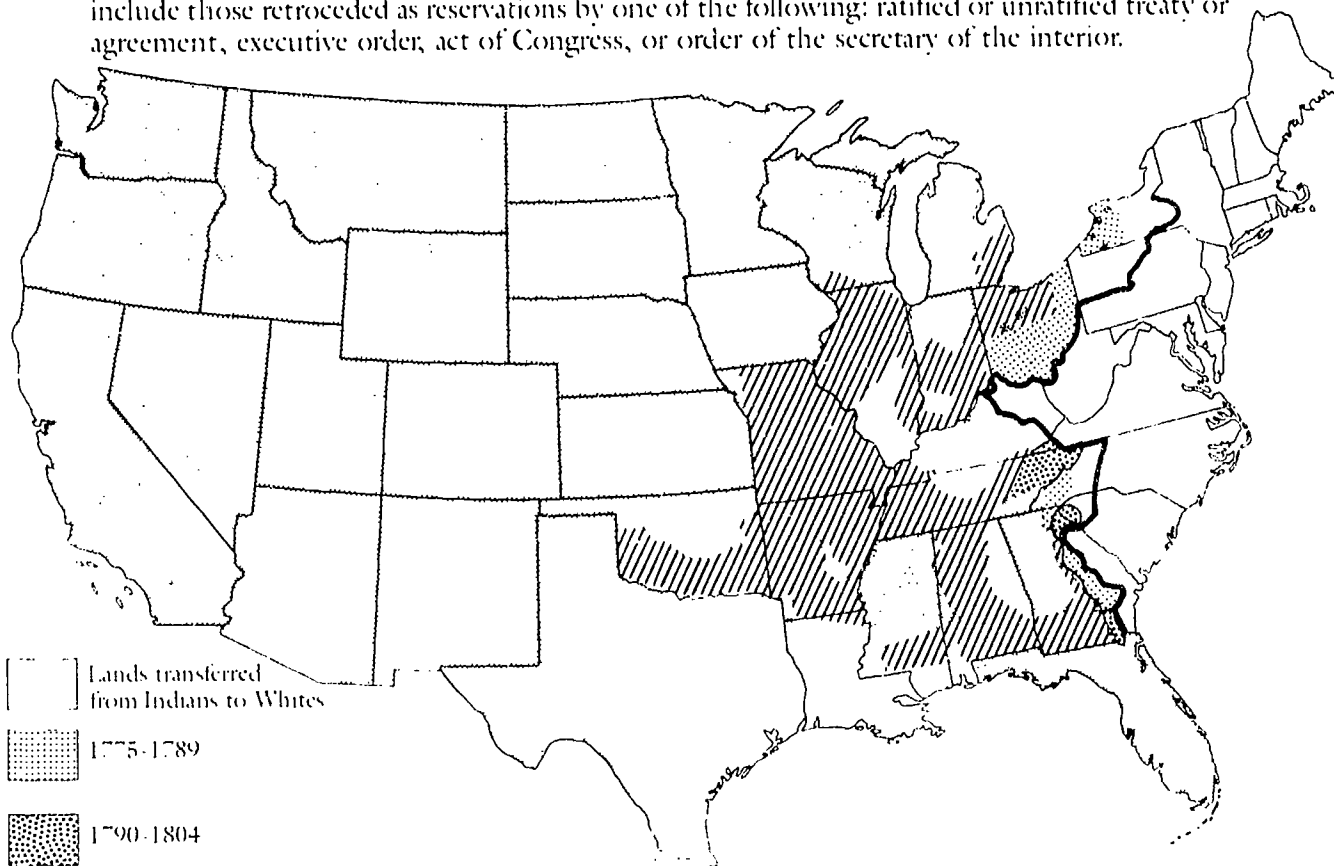 include those retroceded as reservations by one of the following: ratified or unratified treaty or
agreement, executive order, act of Congress, or order of the secretary of the interior.
Lands transferred
from Indians to Whites
1775-1789
1790-1804